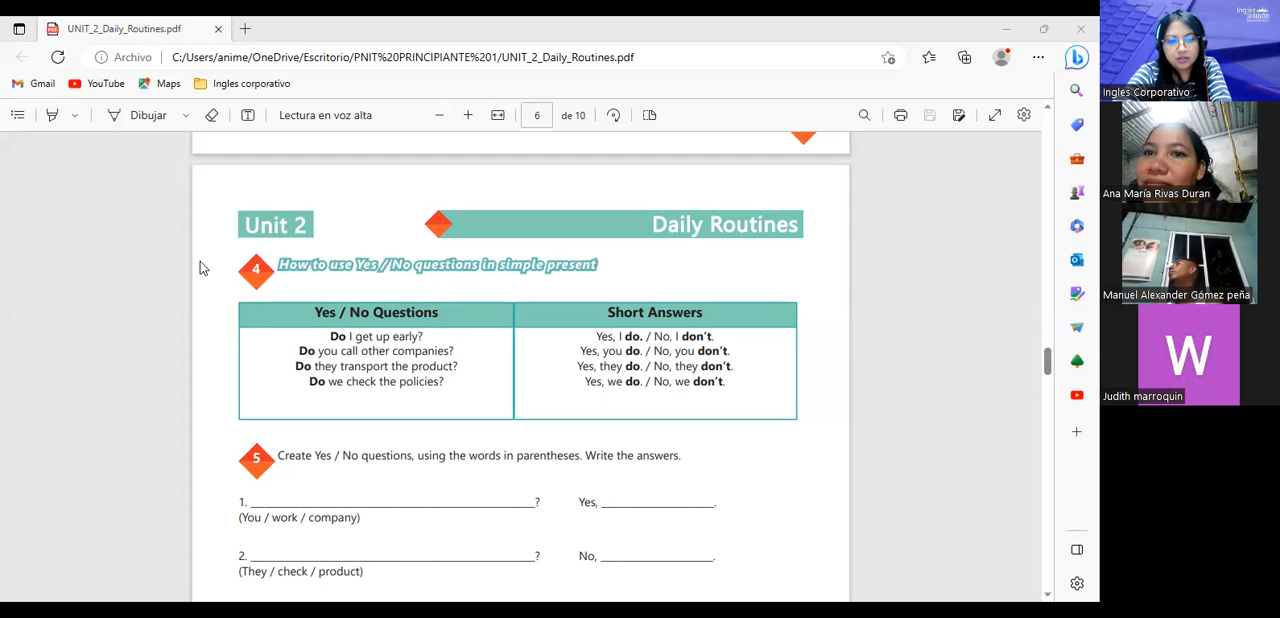 UNIT_2_Daily_Routines.pdf
Archivo
C:/Users/anime/OneDrive/Escritorio/PNIT%20PRINCIPIANTE%201/UNIT_2_Daily_Routines.pdf
Gmail
YouTube
Maps
Ingles corporativo
Dibujar
Lectura en voz alta
6
de 10
Unit 2
Daily Routines
4
How to use Yes/No questions in simple present
Yes / No Questions
Short Answers
Do I get up early?
Yes, I do. / No, I don't.
Do you call other companies?
Yes, you do. / No, you don't.
Do they transport the product?
Yes, they do. / No, they don't.
Do we check the policies?
Yes, we do. / No, we don't.
5
Create Yes / No questions, using the words in parentheses. Write the answers.
1. ________________________________________? Yes, ________________.
(You / work / company)
2. ________________________________________? No, ________________.
(They / check / product)
Ingles Corporativo
Ana María Rivas Duran
Manuel Alexander Gómez peña
W
Judith marroquin